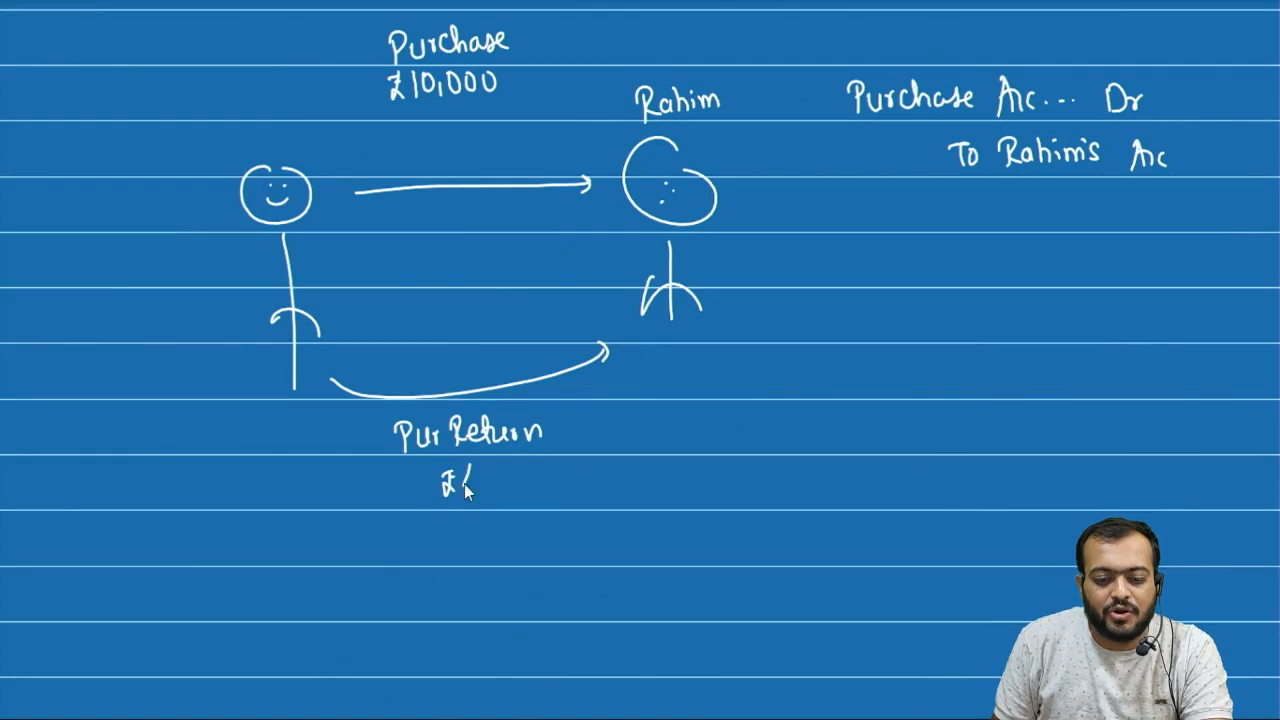 Purchase
₹10,000
Rahim
Purchase A/c... Dr
To Rahim's A/c
Pur Return
₹